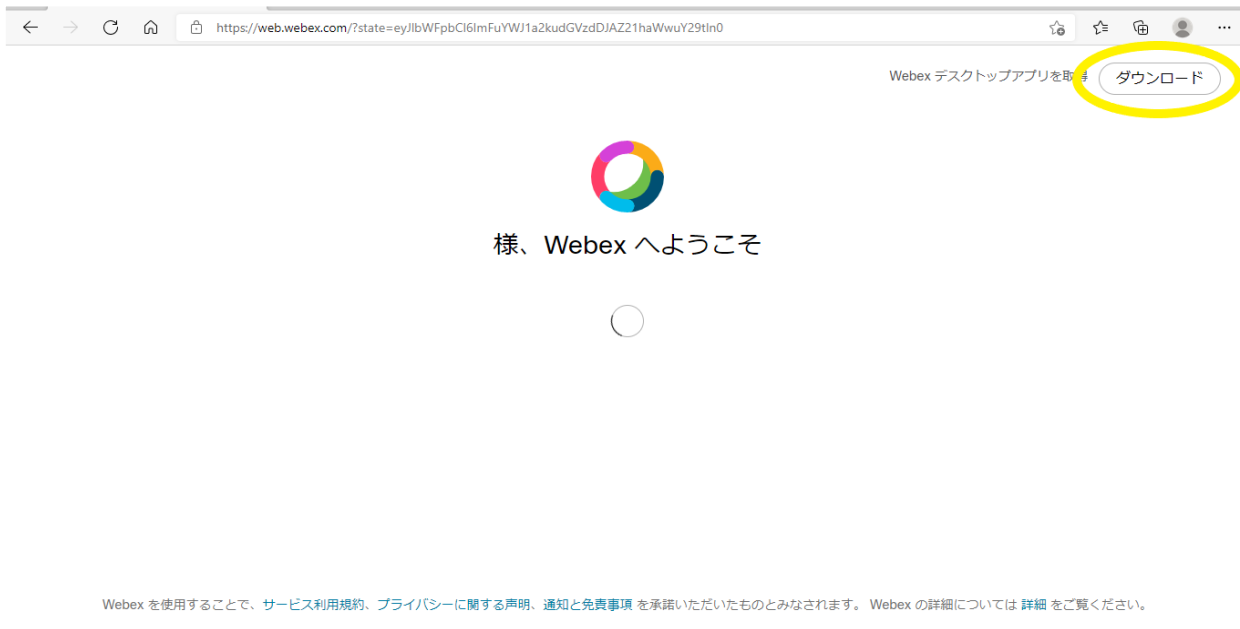 https://web.webex.com/?state=eyJlbWFpbCI6ImFuYWJ1a2kudGVzdDJAZ21haWwuY29tIn0
Webex デスクトップアプリを取得 ダウンロード
様、Webex へようこそ
Webex を使用することで、サービス利用規約、プライバシーに関する声明、通知と免責事項 を承諾いただいたものとみなされます。 Webex の詳細については 詳細 をご覧ください。